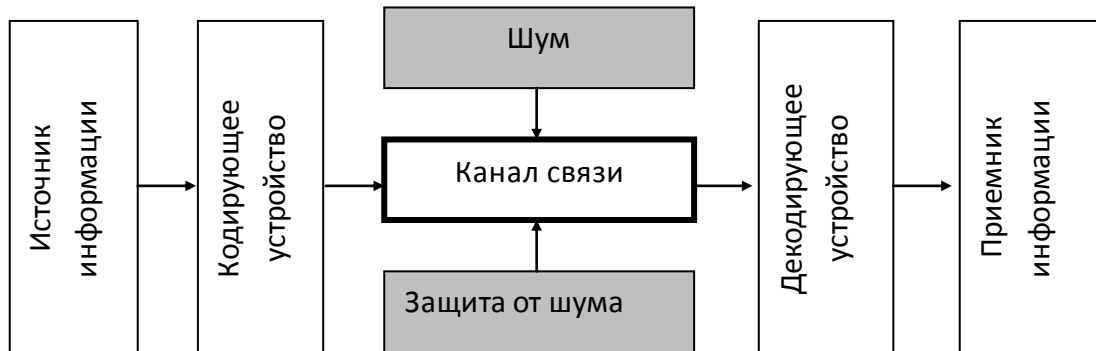 Источник
информации
Кодирующее
устройство
Шум
Канал связи
Защита от шума
Декодирующее
устройство
Приемник
информации